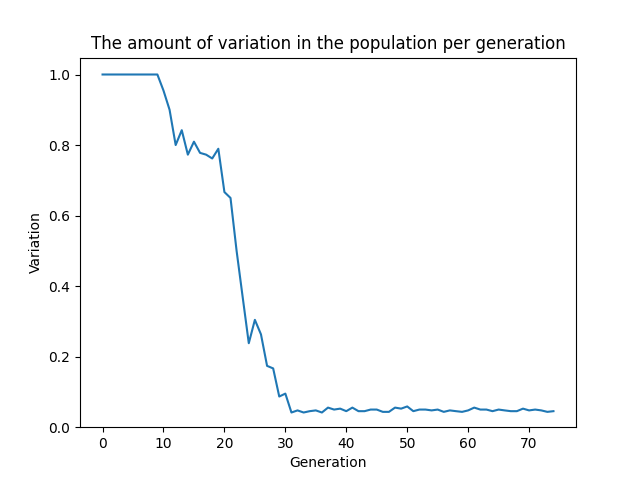 The amount of variation in the population per generation
1.0
0.8
0.6
0.4
0.2
0.0
Variation
0 10 20 30 40 50 60 70
Generation